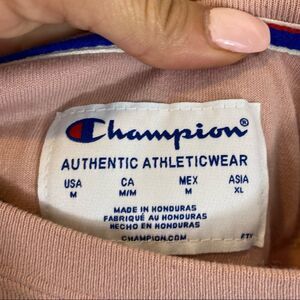 Champion
AUTHENTIC ATHLETICWEAR
USA CA MEX ASIA
M M/M M XL
MADE IN HONDURAS
FABRIQUÉ AU HONDURAS
HECHO EN HONDURAS
CHAMPION.COM